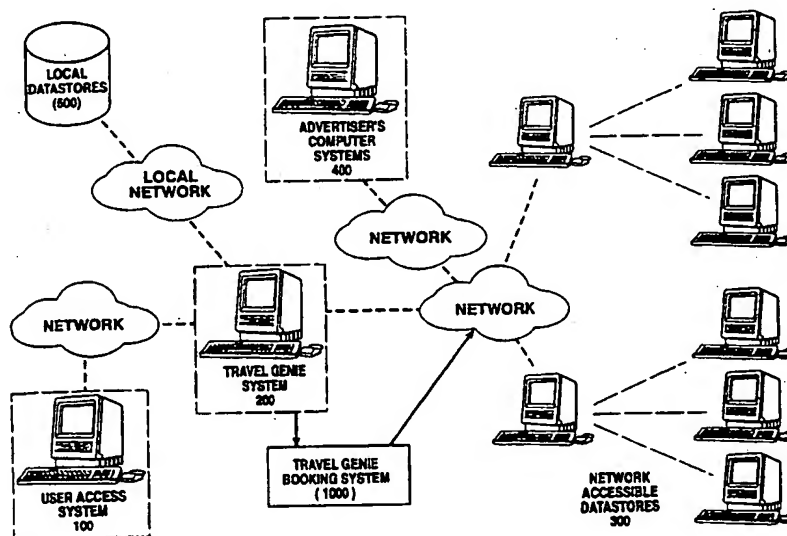 LOCAL
DATASTORES
(500)
ADVERTISER'S
COMPUTER
SYSTEMS
400
LOCAL
NETWORK
NETWORK
NETWORK
NETWORK
TRAVEL GENIE
SYSTEM
200
USER ACCESS
SYSTEM
100
TRAVEL GENIE
BOOKING SYSTEM
(1000)
NETWORK
ACCESSIBLE
DATASTORES
300